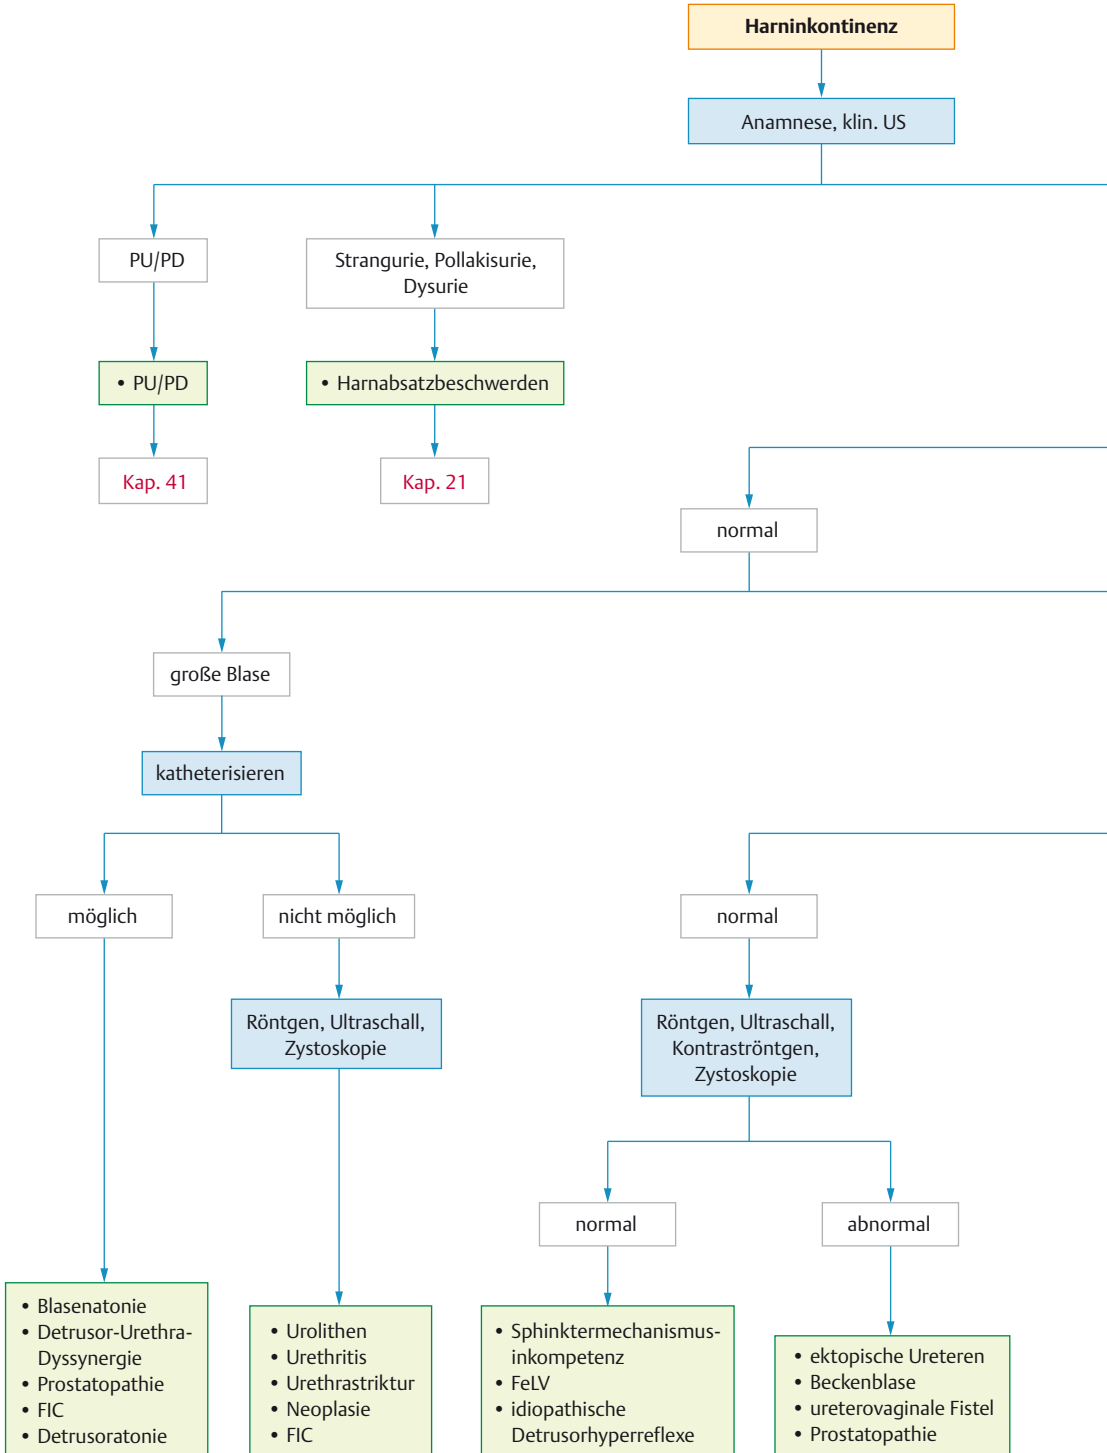 Harninkontinenz
Anamnese, klin. US
PU/PD
Strangurie, Pollakisurie,
Dysurie
• PU/PD
• Harnabsatzbeschwerden
Kap. 41
Kap. 21
normal
große Blase
katheterisieren
möglich
nicht möglich
normal
Röntgen, Ultraschall,
Zystoskopie
Röntgen, Ultraschall,
Kontraströntgen,
Zystoskopie
normal
abnormal
• Blasenatonie
• Detrusor-Urethra-
Dyssynergie
• Prostatopathie
• FIC
• Detrusoratonie
• Urolithen
• Urethritis
• Urethrastriktur
• Neoplasie
• FIC
• Sphinktermechanismus-
inkompetenz
• FeLV
• idiopathische
Detrusorhyperreflexe
• ektopische Ureteren
• Beckenblase
• ureterovaginale Fistel
• Prostatopathie